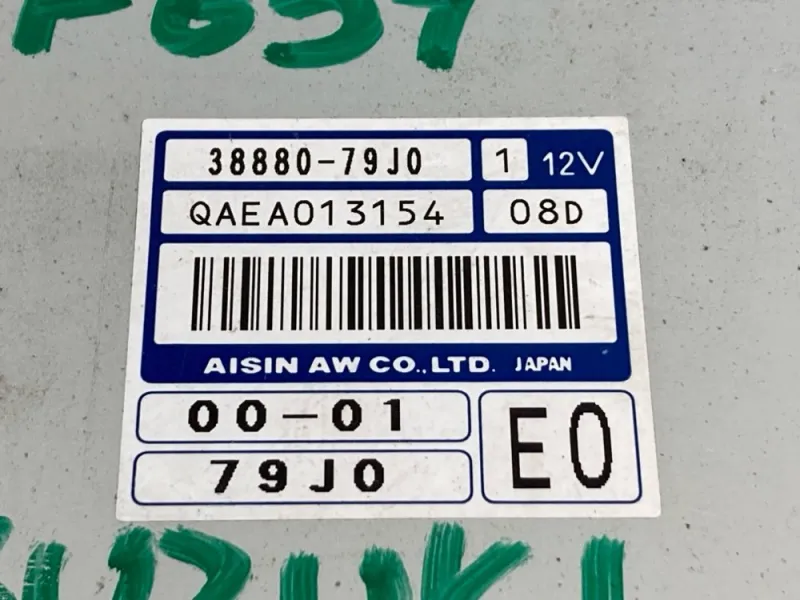 38880-79J0 1 12V
QAEA013154 08D
AISIN AW CO.,LTD. JAPAN
00-01
79J0
E0